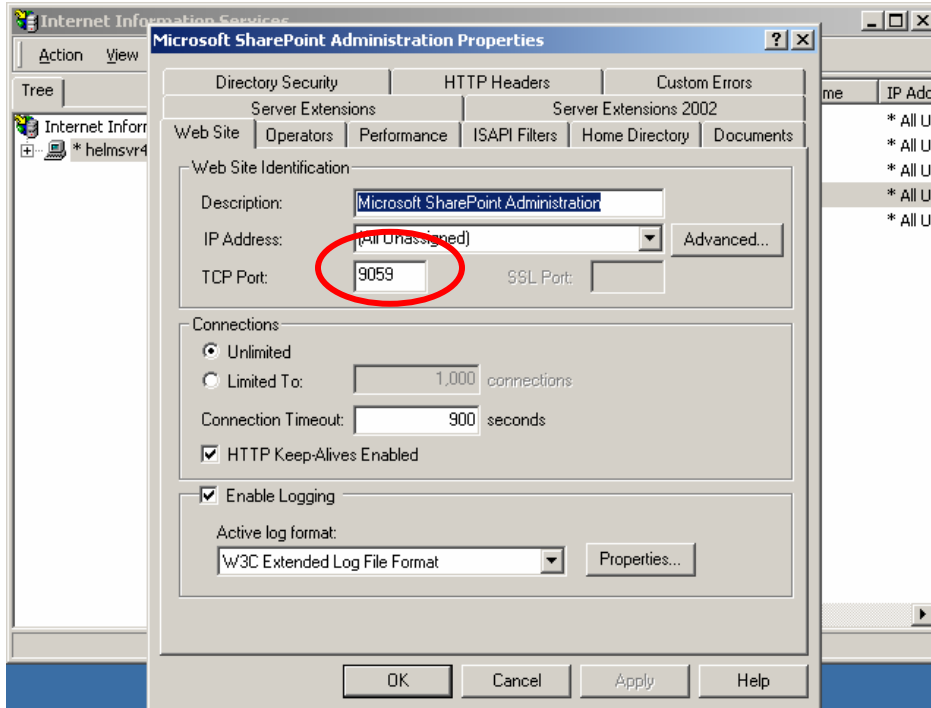 Internet Information Services
Microsoft SharePoint Administration Properties
Action View
Tree
Directory Security HTTP Headers Custom Errors
Server Extensions Server Extensions 2002
Web Site Operators Performance ISAPI Filters Home Directory Documents
me IP Add
Internet Inform
* helmsvr4
* All U
* All U
* All U
* All U
* All U
Web Site Identification
Description: Microsoft SharePoint Administration
IP Address: (All Unassigned) Advanced...
TCP Port: 9059 SSL Port:
Connections
Unlimited
Limited To: 1,000 connections
Connection Timeout: 900 seconds
HTTP Keep-Alives Enabled
Enable Logging
Active log format:
W3C Extended Log File Format Properties...
OK Cancel Apply Help